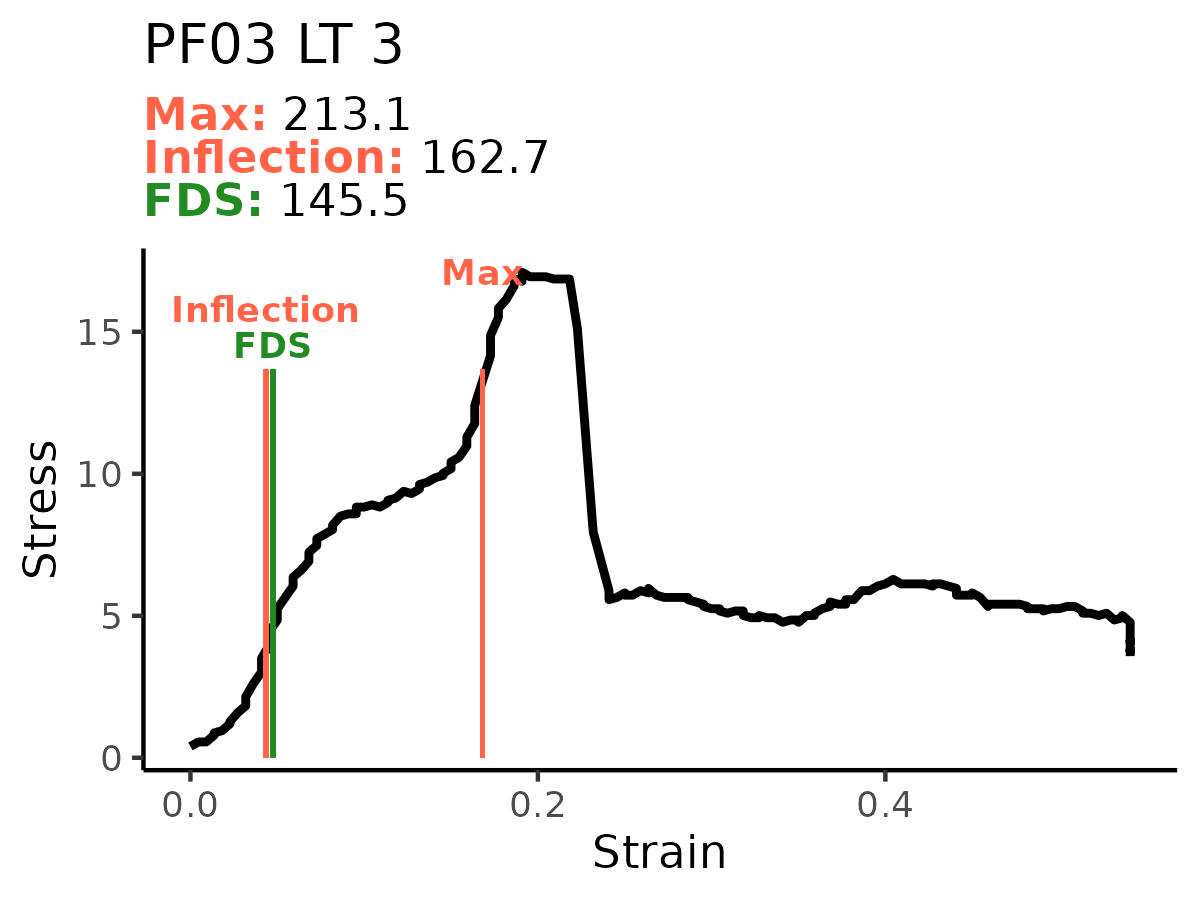 PF03 LT 3
Max: 213.1
Inflection: 162.7
FDS: 145.5
Max
Inflection
FDS
15
10
5
0
Stress
0.0 0.2 0.4
Strain